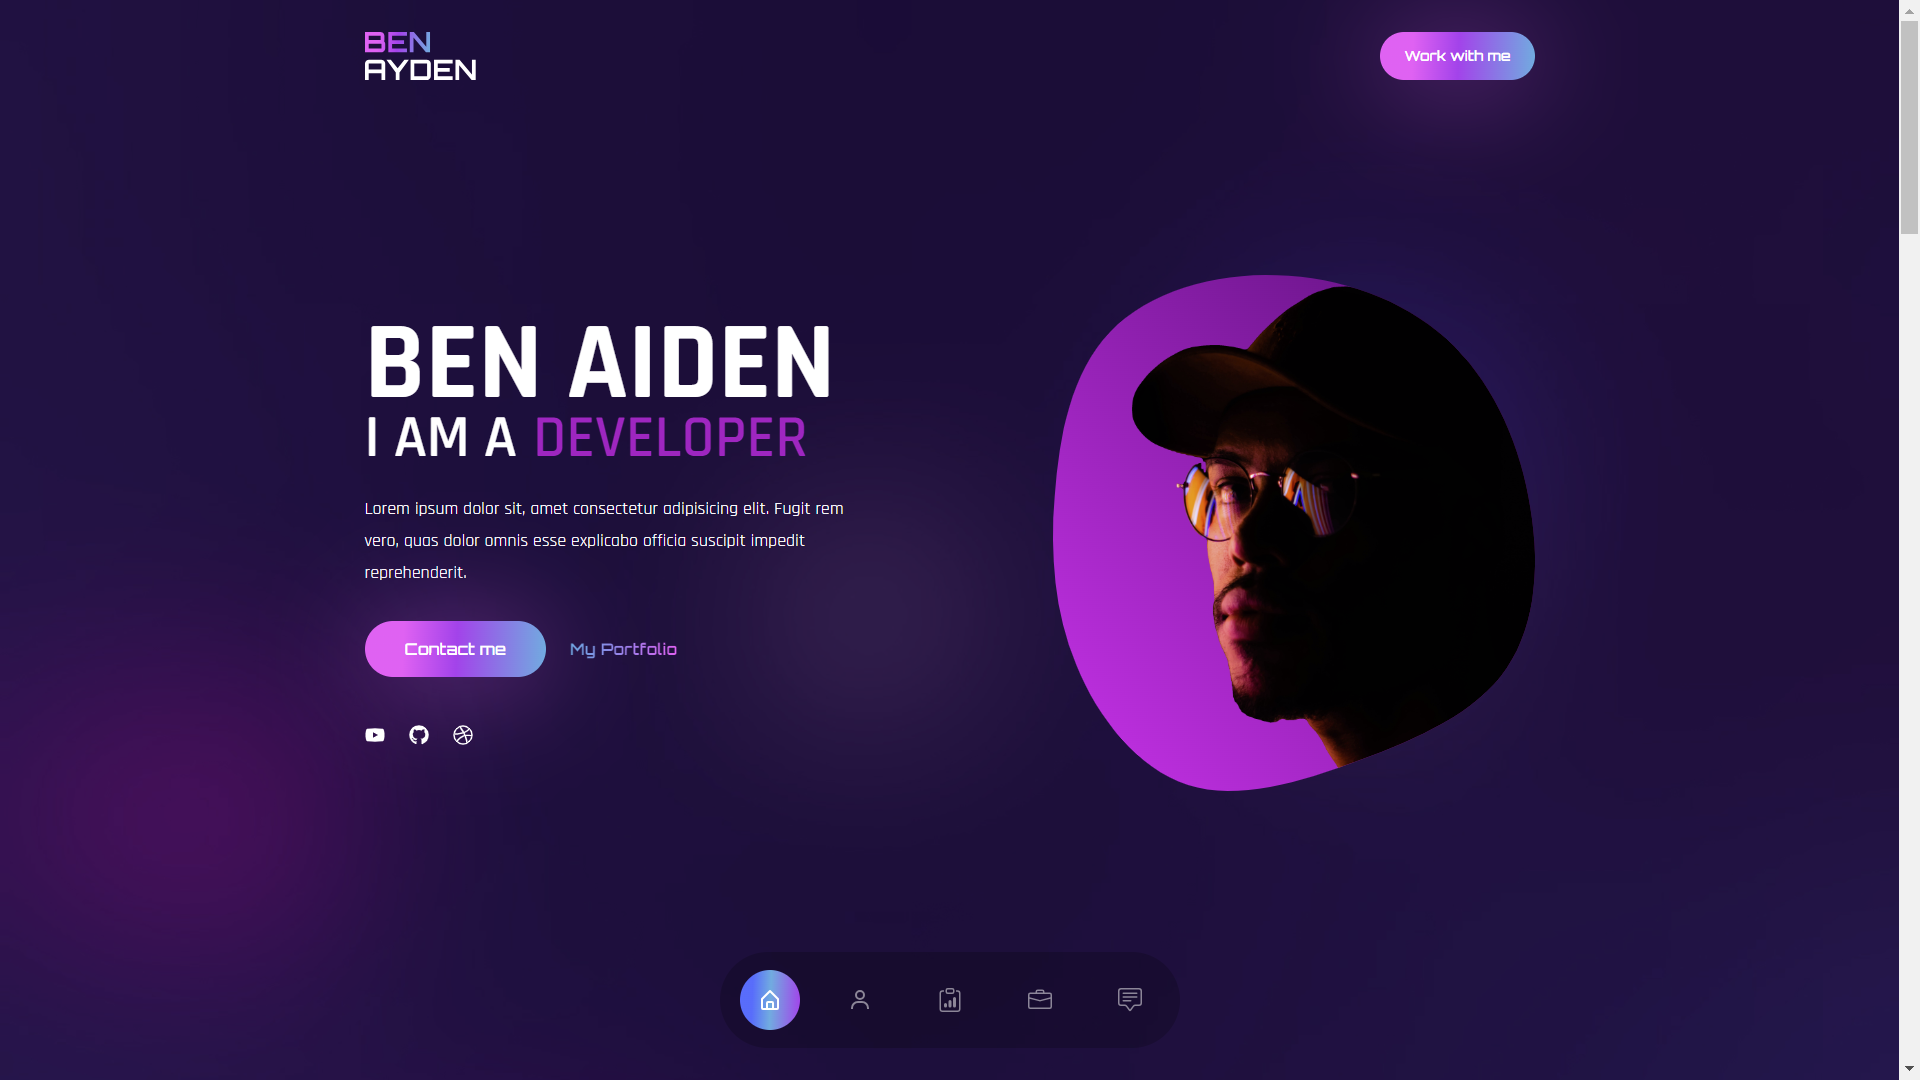 BEN
AYDEN
Work with me
BEN AIDEN
I AM A DEVELOPER
Lorem ipsum dolor sit, amet consectetur adipisicing elit. Fugit rem
vero, quas dolor omnis esse explicabo officia suscipit impedit
reprehenderit.
Contact me
My Portfolio